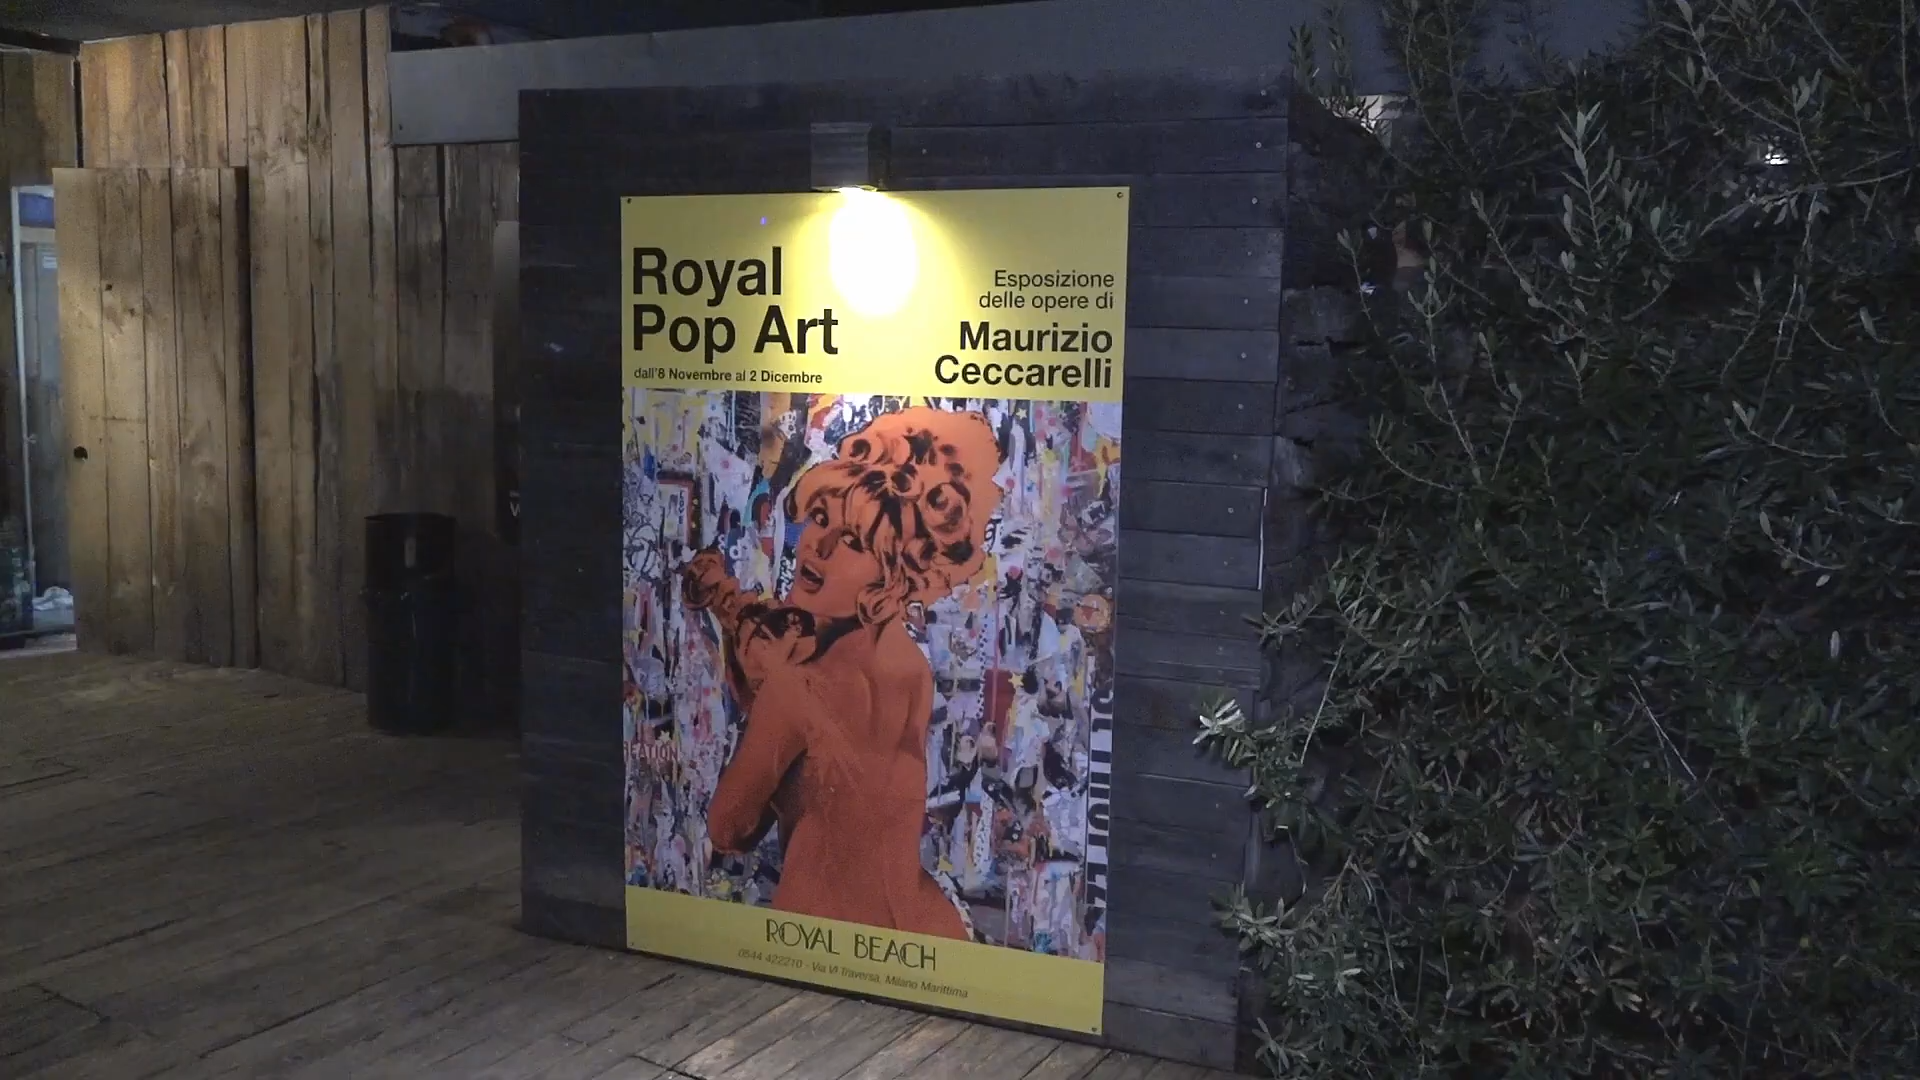 Royal
Pop Art
dall'8 Novembre al 2 Dicembre
Esposizione
delle opere di
Maurizio
Ceccarelli
EATION
ROYAL BEACH
0544 422210 - Via VI Traversa, Milano Marittima